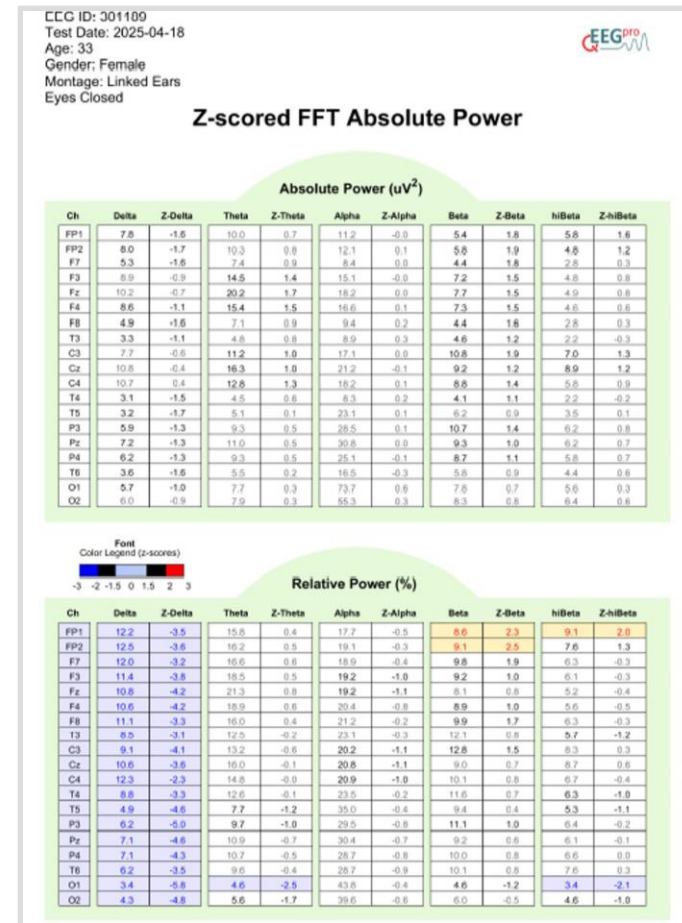 EEG ID: 301109
Test Date: 2025-04-18
Age: 33
Gender: Female
Montage: Linked Ears
Eyes Closed
QEEGpro
Z-scored FFT Absolute Power
Absolute Power (uV²)
Ch Delta Z-Delta Theta Z-Theta Alpha Z-Alpha Beta Z-Beta hiBeta Z-hiBeta
FP1 7.8 -1.6 10.0 0.7 11.2 -0.0 5.4 1.8 5.8 1.6
FP2 8.0 -1.7 10.3 0.8 12.1 0.1 5.8 1.9 4.8 1.2
F7 5.3 -1.6 7.4 0.9 8.4 0.0 4.4 1.8 2.8 0.3
F3 8.9 -0.9 14.5 1.4 15.1 -0.0 7.2 1.5 4.8 0.8
Fz 10.2 -0.7 20.2 1.7 18.2 0.0 7.7 1.5 4.9 0.8
F4 8.6 -1.1 15.4 1.5 16.6 0.1 7.3 1.5 4.6 0.6
F8 4.9 -1.6 7.1 0.9 9.4 0.2 4.4 1.6 2.8 0.3
T3 3.3 -1.1 4.8 0.8 8.9 0.3 4.6 1.2 2.2 -0.3
C3 7.7 -0.6 11.2 1.0 17.1 0.0 10.8 1.9 7.0 1.3
Cz 10.8 -0.4 16.3 1.0 21.2 -0.1 9.2 1.2 8.9 1.2
C4 10.7 0.4 12.8 1.3 18.2 0.1 8.8 1.4 5.8 0.9
T4 3.1 -1.5 4.5 0.6 8.3 0.2 4.1 1.1 2.2 -0.2
T5 3.2 -1.7 5.1 0.1 23.1 0.1 6.2 0.9 3.5 0.1
P3 5.9 -1.3 9.3 0.5 28.5 0.1 10.7 1.4 6.2 0.8
Pz 7.2 -1.3 11.0 0.5 30.8 0.0 9.3 1.0 6.2 0.7
P4 6.2 -1.3 9.3 0.5 25.1 -0.1 8.7 1.1 5.8 0.7
T6 3.6 -1.6 5.5 0.2 16.5 -0.3 5.8 0.9 4.4 0.6
O1 5.7 -1.0 7.7 0.3 73.7 0.6 7.8 0.7 5.6 0.3
O2 6.0 -0.9 7.9 0.3 55.3 0.3 8.3 0.8 6.4 0.6
Font
Color Legend (z-scores)
-3 -2 -1.5 0 1.5 2 3
Relative Power (%)
Ch Delta Z-Delta Theta Z-Theta Alpha Z-Alpha Beta Z-Beta hiBeta Z-hiBeta
FP1 12.2 -3.5 15.8 0.4 17.7 -0.5 8.6 2.3 9.1 2.0
FP2 12.5 -3.6 16.2 0.5 19.1 -0.3 9.1 2.5 7.6 1.3
F7 12.0 -3.2 16.6 0.6 18.9 -0.4 9.8 1.9 6.3 -0.3
F3 11.4 -3.8 18.5 0.5 19.2 -1.0 9.2 1.0 6.1 -0.3
Fz 10.8 -4.2 21.3 0.8 19.2 -1.1 8.1 0.8 5.2 -0.4
F4 10.6 -4.2 18.9 0.6 20.4 -0.8 8.9 1.0 5.6 -0.5
F8 11.1 -3.3 16.0 0.4 21.2 -0.2 9.9 1.7 6.3 -0.3
T3 8.5 -3.1 12.5 -0.2 23.1 -0.3 12.1 0.8 5.7 -1.2
C3 9.1 -4.1 13.2 -0.6 20.2 -1.1 12.8 1.5 8.3 0.3
Cz 10.6 -3.6 16.0 -0.1 20.8 -1.1 9.0 0.7 8.7 0.6
C4 12.3 -2.3 14.8 -0.0 20.9 -1.0 10.1 0.8 6.7 -0.4
T4 8.8 -3.3 12.6 -0.1 23.5 -0.2 11.6 0.7 6.3 -1.0
T5 4.9 -4.6 7.7 -1.2 35.0 -0.4 9.4 0.4 5.3 -1.1
P3 6.2 -5.0 9.7 -1.0 29.5 -0.6 11.1 1.0 6.4 -0.2
Pz 7.1 -4.6 10.9 -0.7 30.4 -0.7 9.2 0.6 6.1 -0.1
P4 7.1 -4.3 10.7 -0.5 28.7 -0.8 10.0 0.8 6.6 0.0
T6 6.2 -3.5 9.6 -0.4 28.7 -0.9 10.1 0.8 7.6 0.3
O1 3.4 -5.8 4.6 -2.5 43.8 -0.4 4.6 -1.2 3.4 -2.1
O2 4.3 -4.8 5.6 -1.7 39.6 -0.6 6.0 -0.5 4.6 -1.0